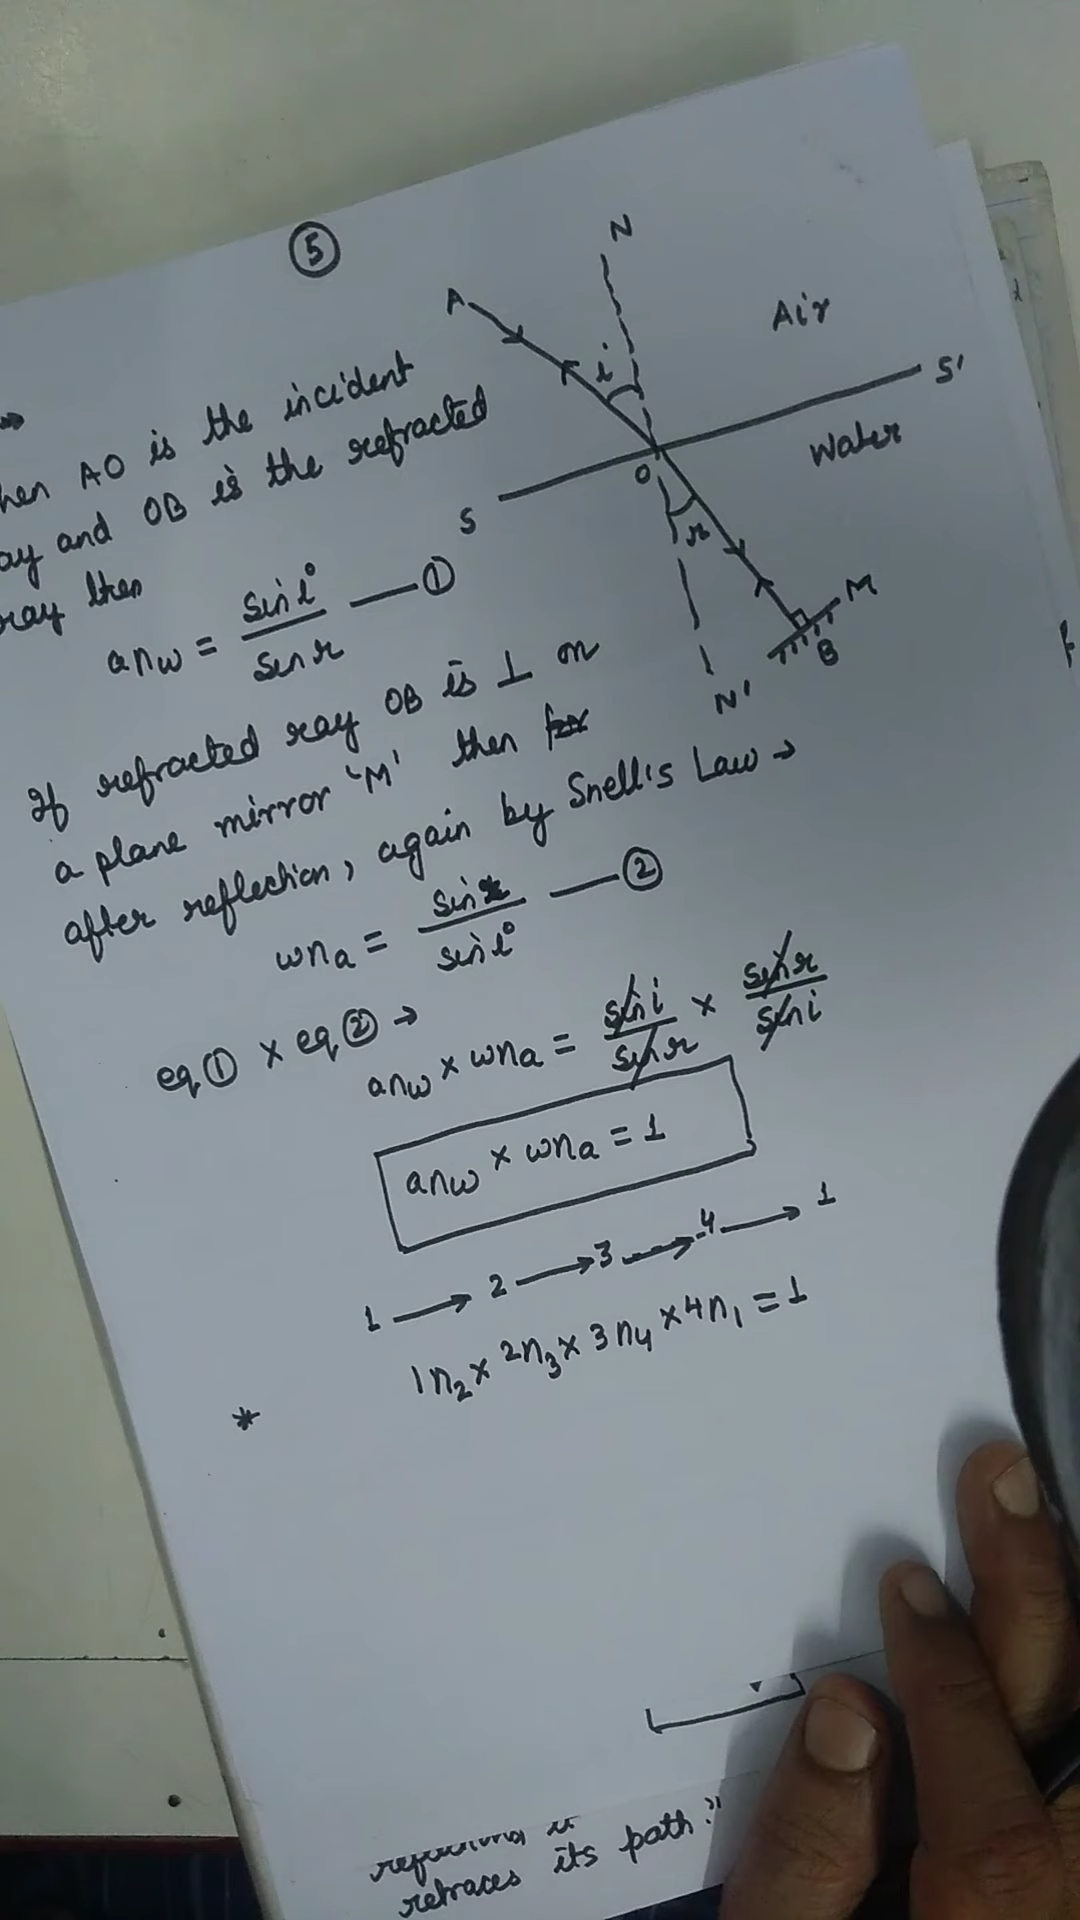 5
N
A
i
Air
S'
O
Water
S
r
M
B
N'
AO is the incident
and OB is the refracted
ray then
anw = sin i / sin r — 1
If refracted ray OB is ⊥ on
a plane mirror 'M' then
after reflection, again by Snell's Law →
wna = sin r / sin i — 2
eq 1 × eq 2 →
anw × wna = sin i / sin r × sin r / sin i
anw × wna = 1
1 → 2 → 3 → 4 → 1
1n2 × 2n3 × 3n4 × 4n1 = 1
*
retraces its path."